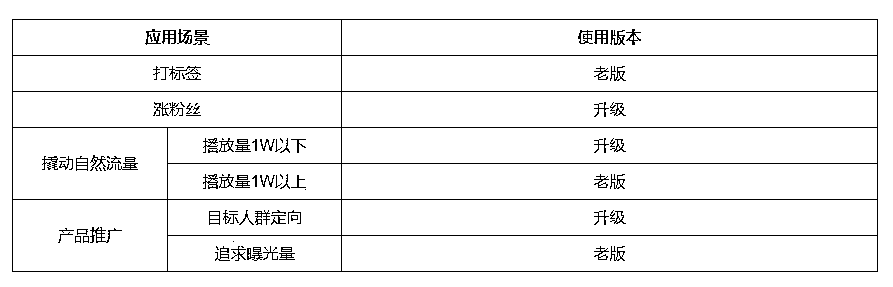 应用场景 使用版本
打标签 老版
涨粉丝 升级
撬动自然流量 播放量1W以下 升级
播放量1W以上 老版
产品推广 目标人群定向 升级
追求曝光量 老版